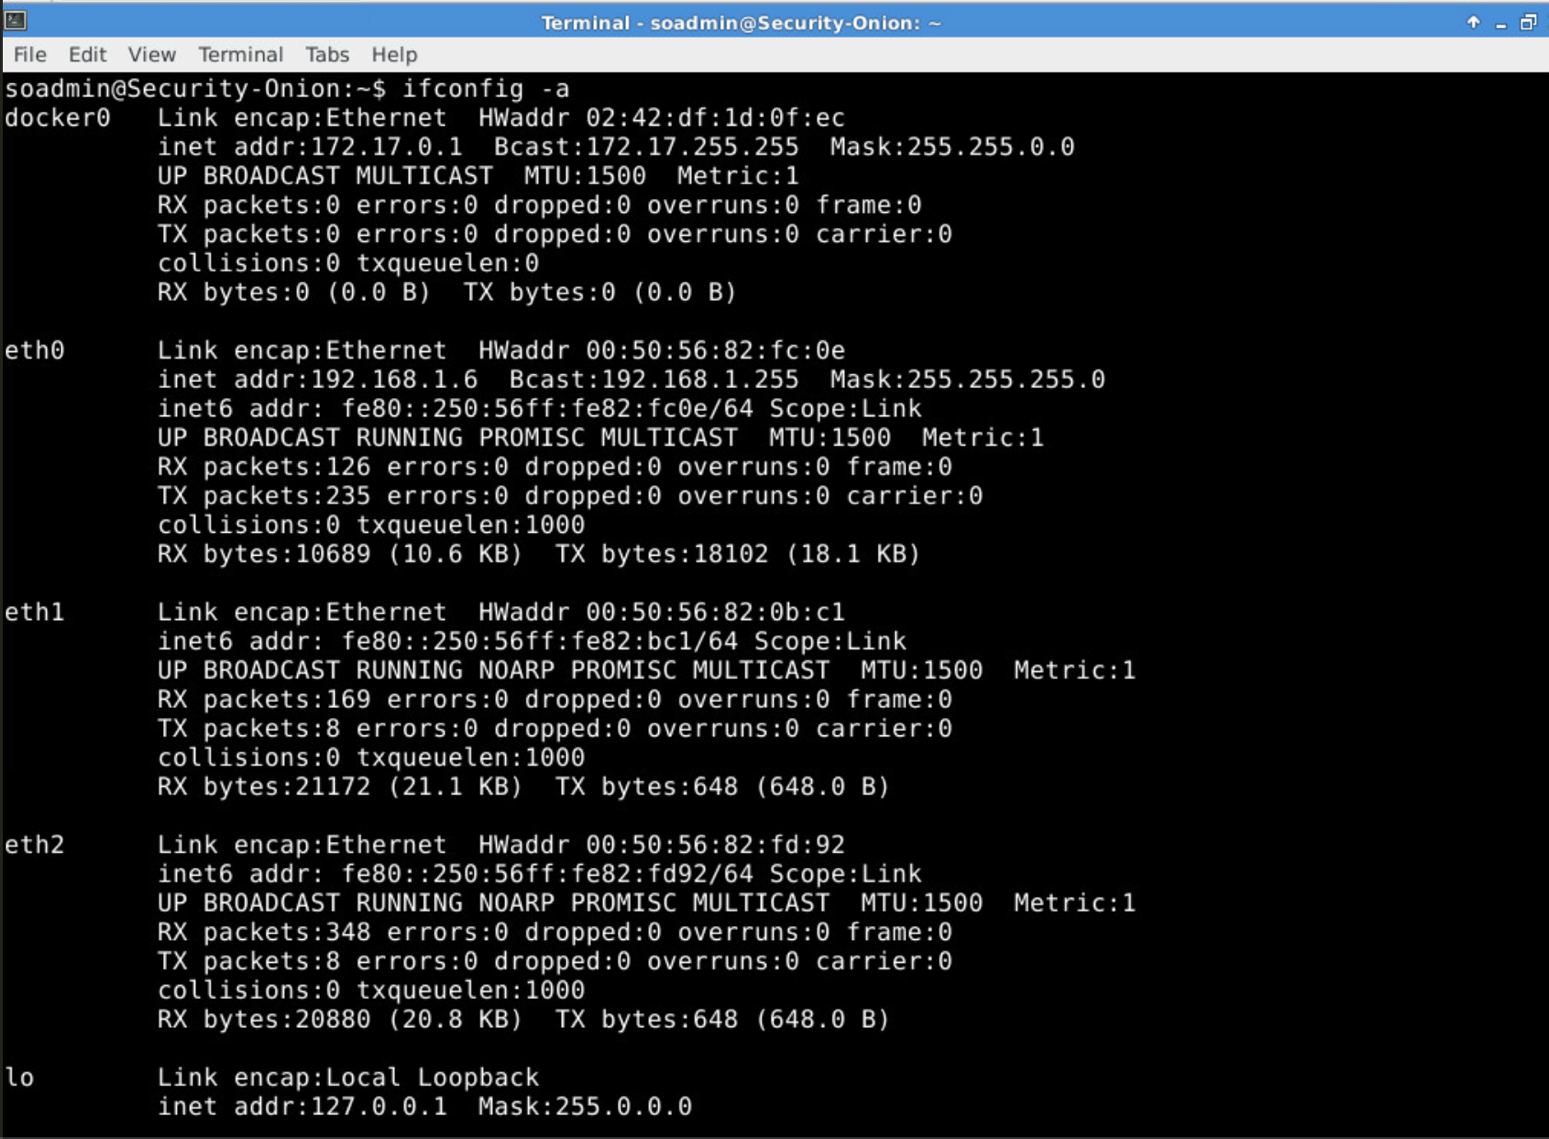 Terminal - soadmin@Security-Onion: ~
File Edit View Terminal Tabs Help
soadmin@Security-Onion:~$ ifconfig -a
docker0   Link encap:Ethernet  HWaddr 02:42:df:1d:0f:ec
          inet addr:172.17.0.1  Bcast:172.17.255.255  Mask:255.255.0.0
          UP BROADCAST MULTICAST  MTU:1500  Metric:1
          RX packets:0 errors:0 dropped:0 overruns:0 frame:0
          TX packets:0 errors:0 dropped:0 overruns:0 carrier:0
          collisions:0 txqueuelen:0
          RX bytes:0 (0.0 B)  TX bytes:0 (0.0 B)

eth0      Link encap:Ethernet  HWaddr 00:50:56:82:fc:0e
          inet addr:192.168.1.6  Bcast:192.168.1.255  Mask:255.255.255.0
          inet6 addr: fe80::250:56ff:fe82:fc0e/64 Scope:Link
          UP BROADCAST RUNNING PROMISC MULTICAST  MTU:1500  Metric:1
          RX packets:126 errors:0 dropped:0 overruns:0 frame:0
          TX packets:235 errors:0 dropped:0 overruns:0 carrier:0
          collisions:0 txqueuelen:1000
          RX bytes:10689 (10.6 KB)  TX bytes:18102 (18.1 KB)

eth1      Link encap:Ethernet  HWaddr 00:50:56:82:0b:c1
          inet6 addr: fe80::250:56ff:fe82:bc1/64 Scope:Link
          UP BROADCAST RUNNING NOARP PROMISC MULTICAST  MTU:1500  Metric:1
          RX packets:169 errors:0 dropped:0 overruns:0 frame:0
          TX packets:8 errors:0 dropped:0 overruns:0 carrier:0
          collisions:0 txqueuelen:1000
          RX bytes:21172 (21.1 KB)  TX bytes:648 (648.0 B)

eth2      Link encap:Ethernet  HWaddr 00:50:56:82:fd:92
          inet6 addr: fe80::250:56ff:fe82:fd92/64 Scope:Link
          UP BROADCAST RUNNING NOARP PROMISC MULTICAST  MTU:1500  Metric:1
          RX packets:348 errors:0 dropped:0 overruns:0 frame:0
          TX packets:8 errors:0 dropped:0 overruns:0 carrier:0
          collisions:0 txqueuelen:1000
          RX bytes:20880 (20.8 KB)  TX bytes:648 (648.0 B)

lo        Link encap:Local Loopback
          inet addr:127.0.0.1  Mask:255.0.0.0